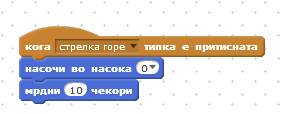 кога стрелка горе типка е притисната
насочи во насока 0
мрдни 10 чекори